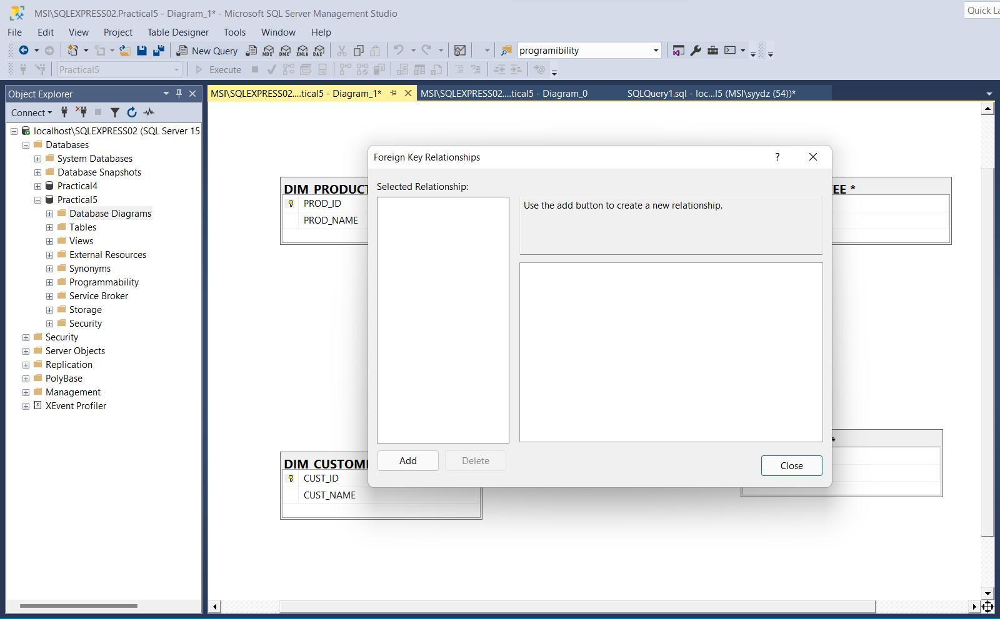 MSI\SQLEXPRESS02.Practical5 - Diagram_1* - Microsoft SQL Server Management Studio
Quick La
File Edit View Project Table Designer Tools Window Help
New Query MDX DMX XMLA DAX programibility
Practical5 Execute
Object Explorer
MSI\SQLEXPRESS02....tical5 - Diagram_1* MSI\SQLEXPRESS02....tical5 - Diagram_0 SQLQuery1.sql - loc...l5 (MSI\syydz (54))*
Connect
localhost\SQLEXPRESS02 (SQL Server 15
Databases
System Databases
Database Snapshots
Practical4
Practical5
Database Diagrams
Tables
Views
External Resources
Synonyms
Programmability
Service Broker
Storage
Security
Security
Server Objects
Replication
PolyBase
Management
XEvent Profiler
DIM_PRODUCT
PROD_ID
PROD_NAME
EE *
DIM_CUSTOM
CUST_ID
CUST_NAME
*
Foreign Key Relationships
?
Selected Relationship:
Use the add button to create a new relationship.
Add Delete
Close